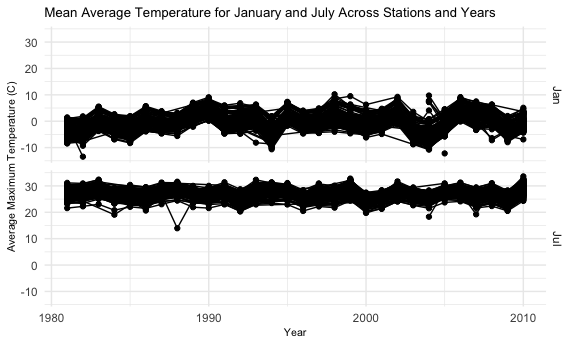 Mean Average Temperature for January and July Across Stations and Years
Average Maximum Temperature (C)
30
20
10
0
-10
Jan
30
20
10
0
-10
Jul
1980
1990
2000
2010
Year